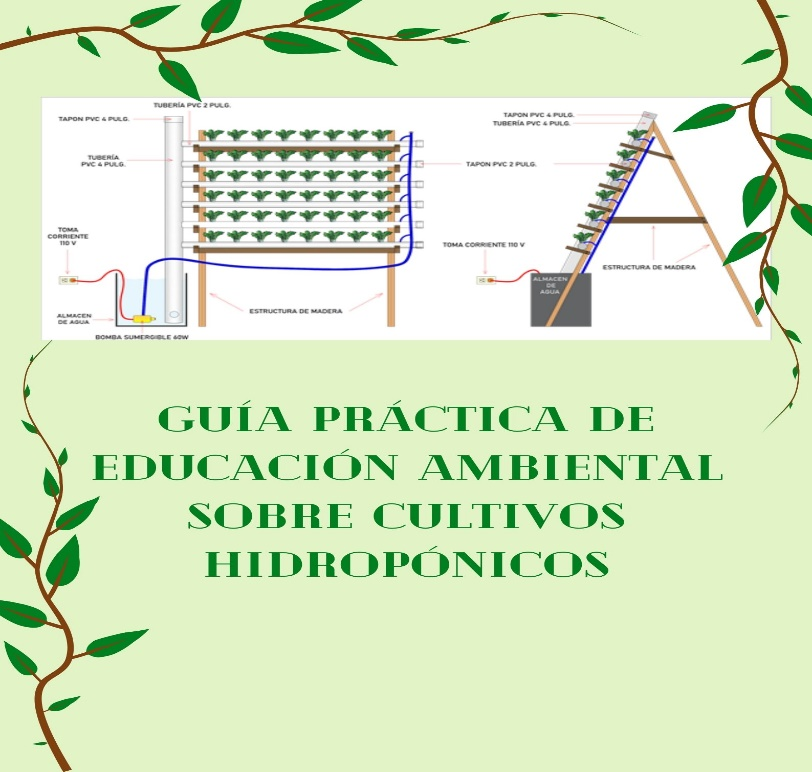 TUBERÍA PVC 2 PULG.
TAPON PVC 4 PULG.
TUBERÍA
PVC 4 PULG.
TOMA
CORRIENTE
110 V
ALMACEN
DE AGUA
BOMBA SUMERGIBLE 60W
ESTRUCTURA DE MADERA
TAPON PVC 2 PULG.
TAPON PVC 4 PULG.
TUBERÍA PVC 4 PULG.
TOMA CORRIENTE 110 V
ALMACEN
DE
AGUA
ESTRUCTURA DE MADERA
GUÍA PRÁCTICA DE
EDUCACIÓN AMBIENTAL
SOBRE CULTIVOS
HIDROPÓNICOS